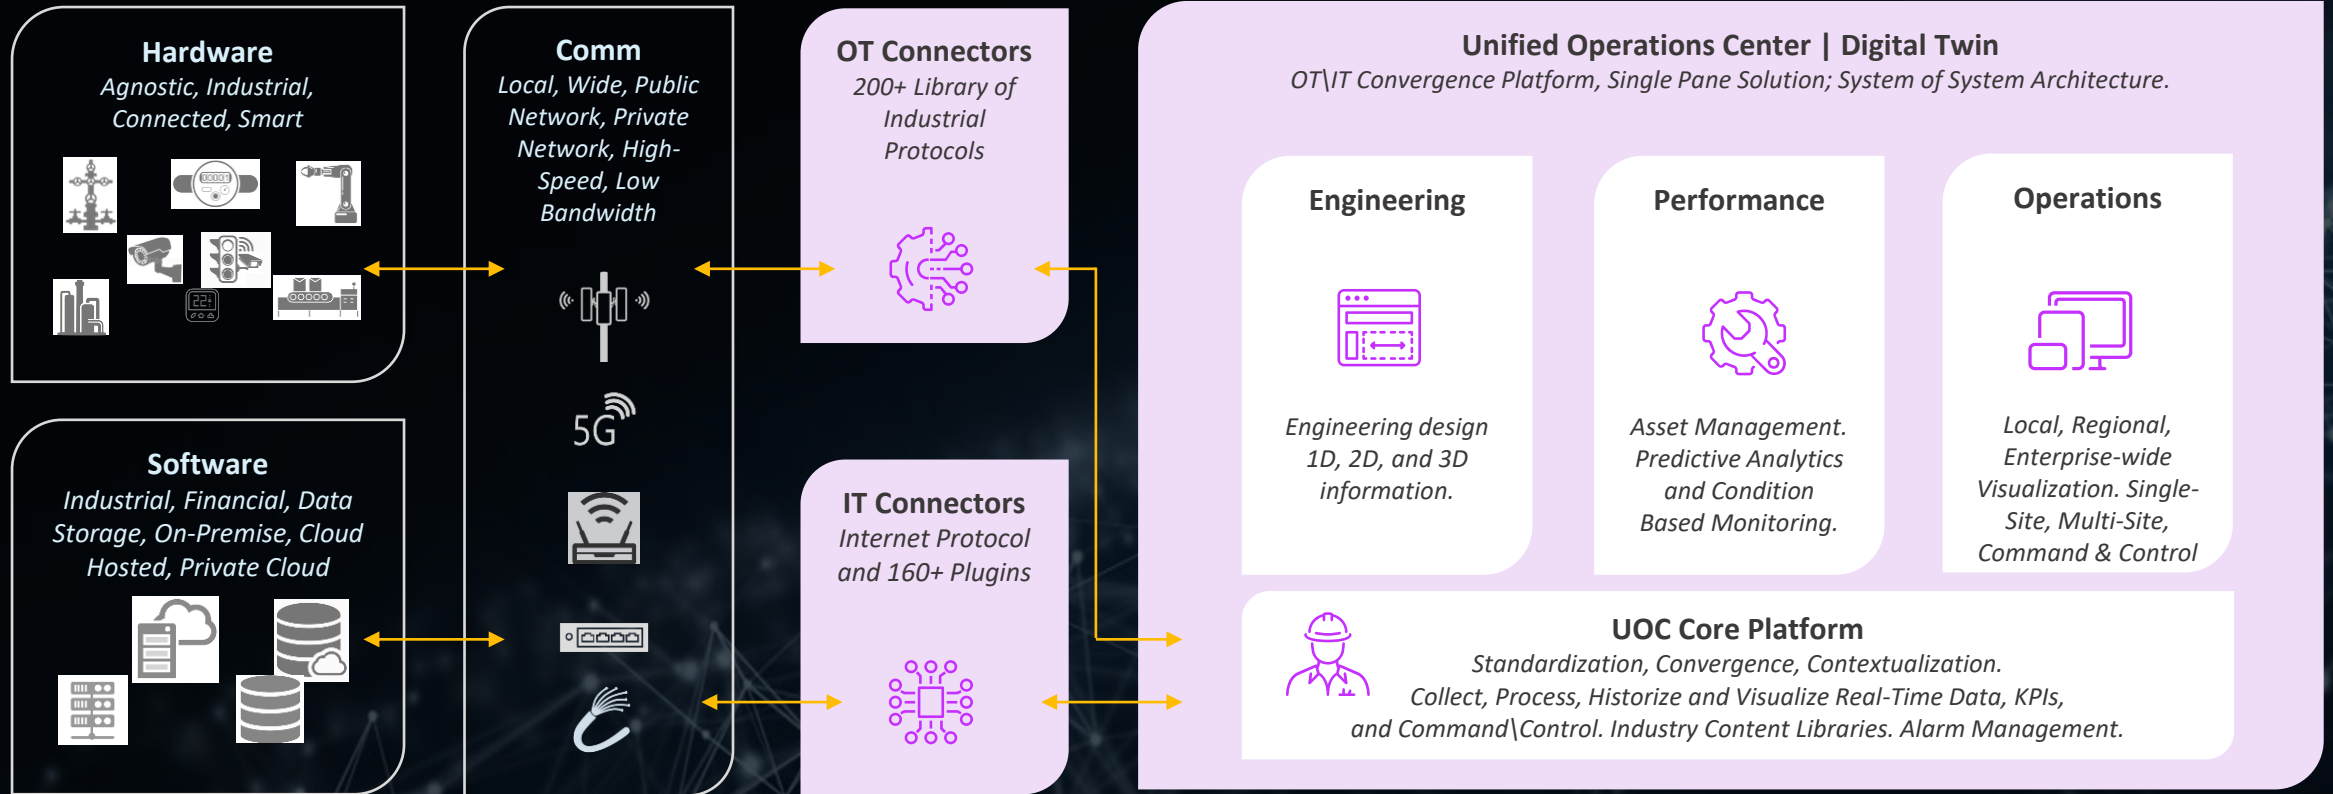 Hardware
Agnostic, Industrial,
Connected, Smart
00001
22°
Software
Industrial, Financial, Data
Storage, On-Premise, Cloud
Hosted, Private Cloud
Comm
Local, Wide, Public
Network, Private
Network, High-
Speed, Low
Bandwidth
5G
OT Connectors
200+ Library of
Industrial
Protocols
IT Connectors
Internet Protocol
and 160+ Plugins
Unified Operations Center | Digital Twin
OT\IT Convergence Platform, Single Pane Solution; System of System Architecture.
Engineering
Engineering design
1D, 2D, and 3D
information.
Performance
Asset Management.
Predictive Analytics
and Condition
Based Monitoring.
Operations
Local, Regional,
Enterprise-wide
Visualization. Single-
Site, Multi-Site,
Command & Control
UOC Core Platform
Standardization, Convergence, Contextualization.
Collect, Process, Historize and Visualize Real-Time Data, KPIs,
and Command\Control. Industry Content Libraries. Alarm Management.